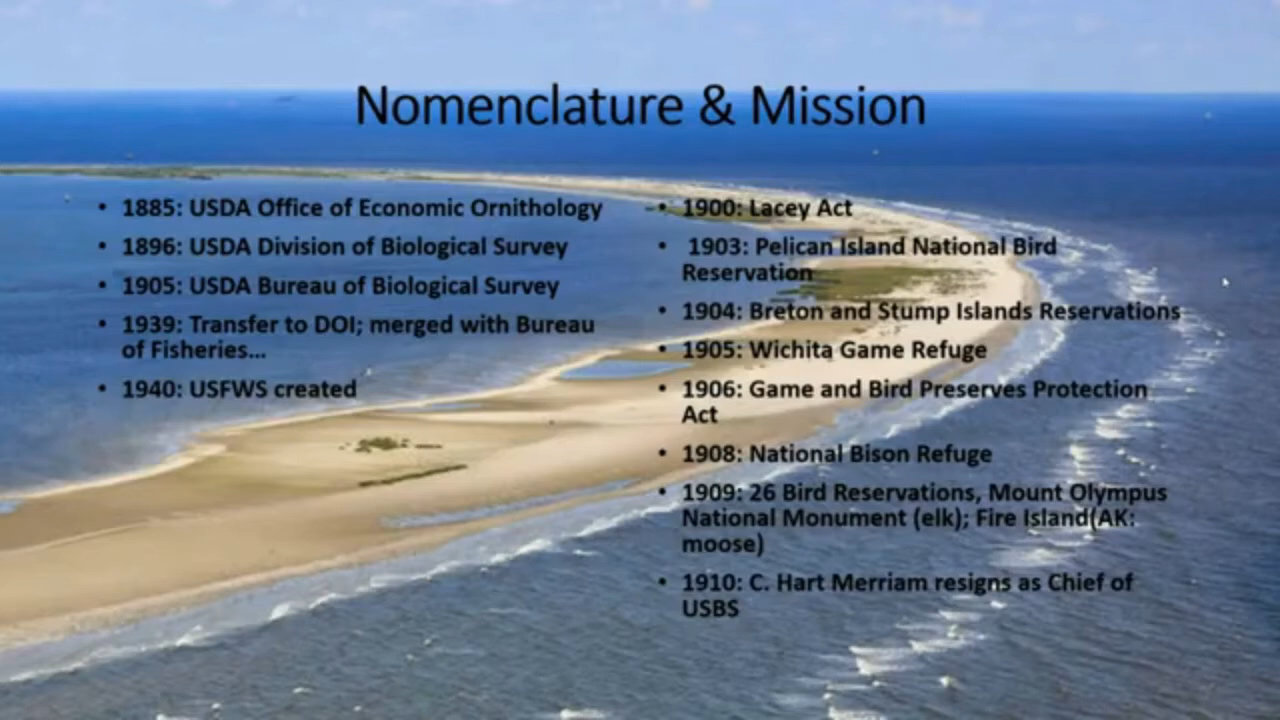 Nomenclature & Mission
• 1885: USDA Office of Economic Ornithology
• 1896: USDA Division of Biological Survey
• 1905: USDA Bureau of Biological Survey
• 1939: Transfer to DOI; merged with Bureau
of Fisheries...
• 1940: USFWS created
• 1900: Lacey Act
• 1903: Pelican Island National Bird
Reservation
• 1904: Breton and Stump Islands Reservations
• 1905: Wichita Game Refuge
• 1906: Game and Bird Preserves Protection
Act
• 1908: National Bison Refuge
• 1909: 26 Bird Reservations, Mount Olympus
National Monument (elk); Fire Island(AK:
moose)
• 1910: C. Hart Merriam resigns as Chief of
USBS